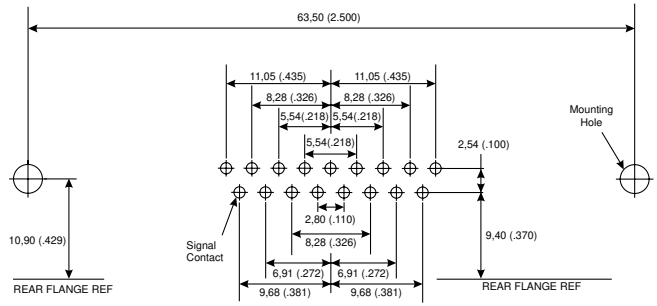 63,50 (2.500)
11,05 (.435) 11,05 (.435)
8,28 (.326) 8,28 (.326)
5,54(.218) 5,54(.218)
5,54(.218)
Mounting
Hole
2,54 (.100)
2,80 (.110)
8,28 (.326)
Signal
Contact
10,90 (.429)
9,40 (.370)
6,91 (.272) 6,91 (.272)
9,68 (.381) 9,68 (.381)
REAR FLANGE REF
REAR FLANGE REF